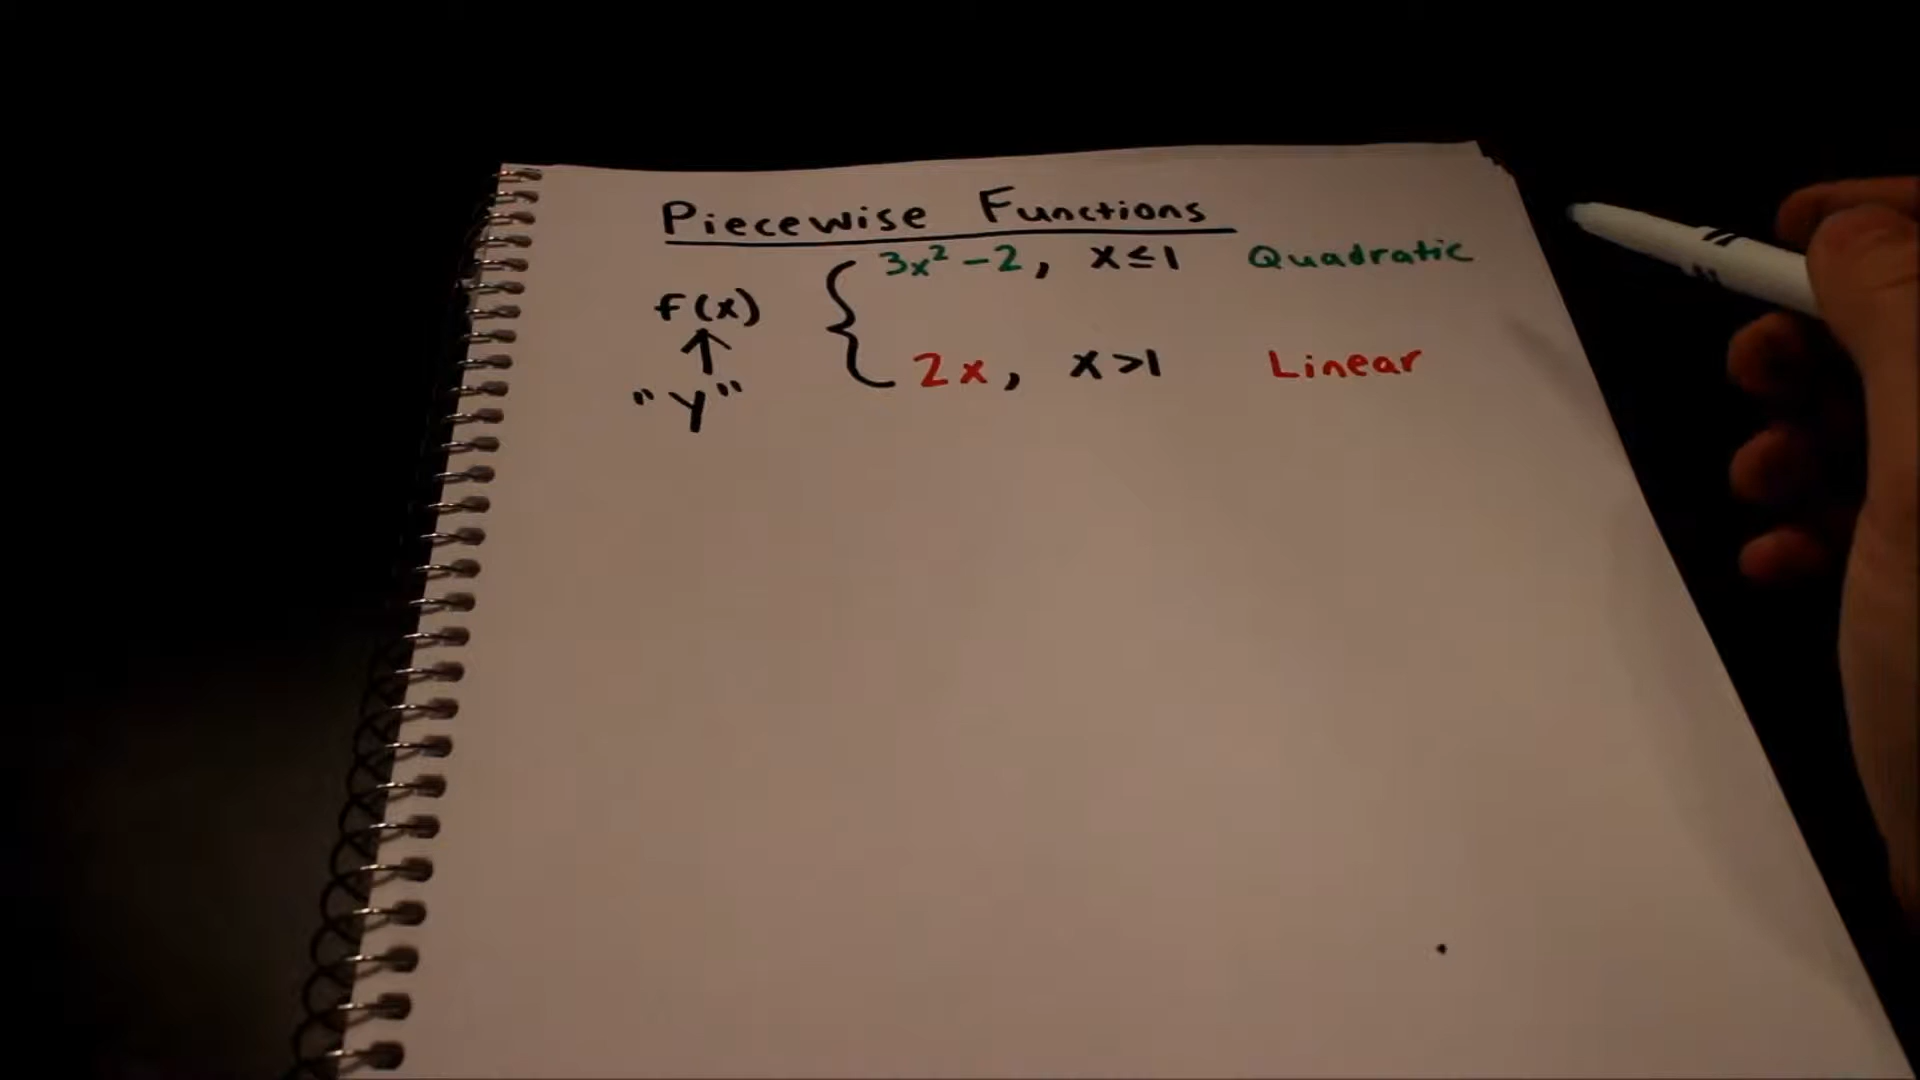 Piecewise Functions
3x² - 2, x ≤ 1 Quadratic
f(x) {
2x, x > 1 Linear
"y"